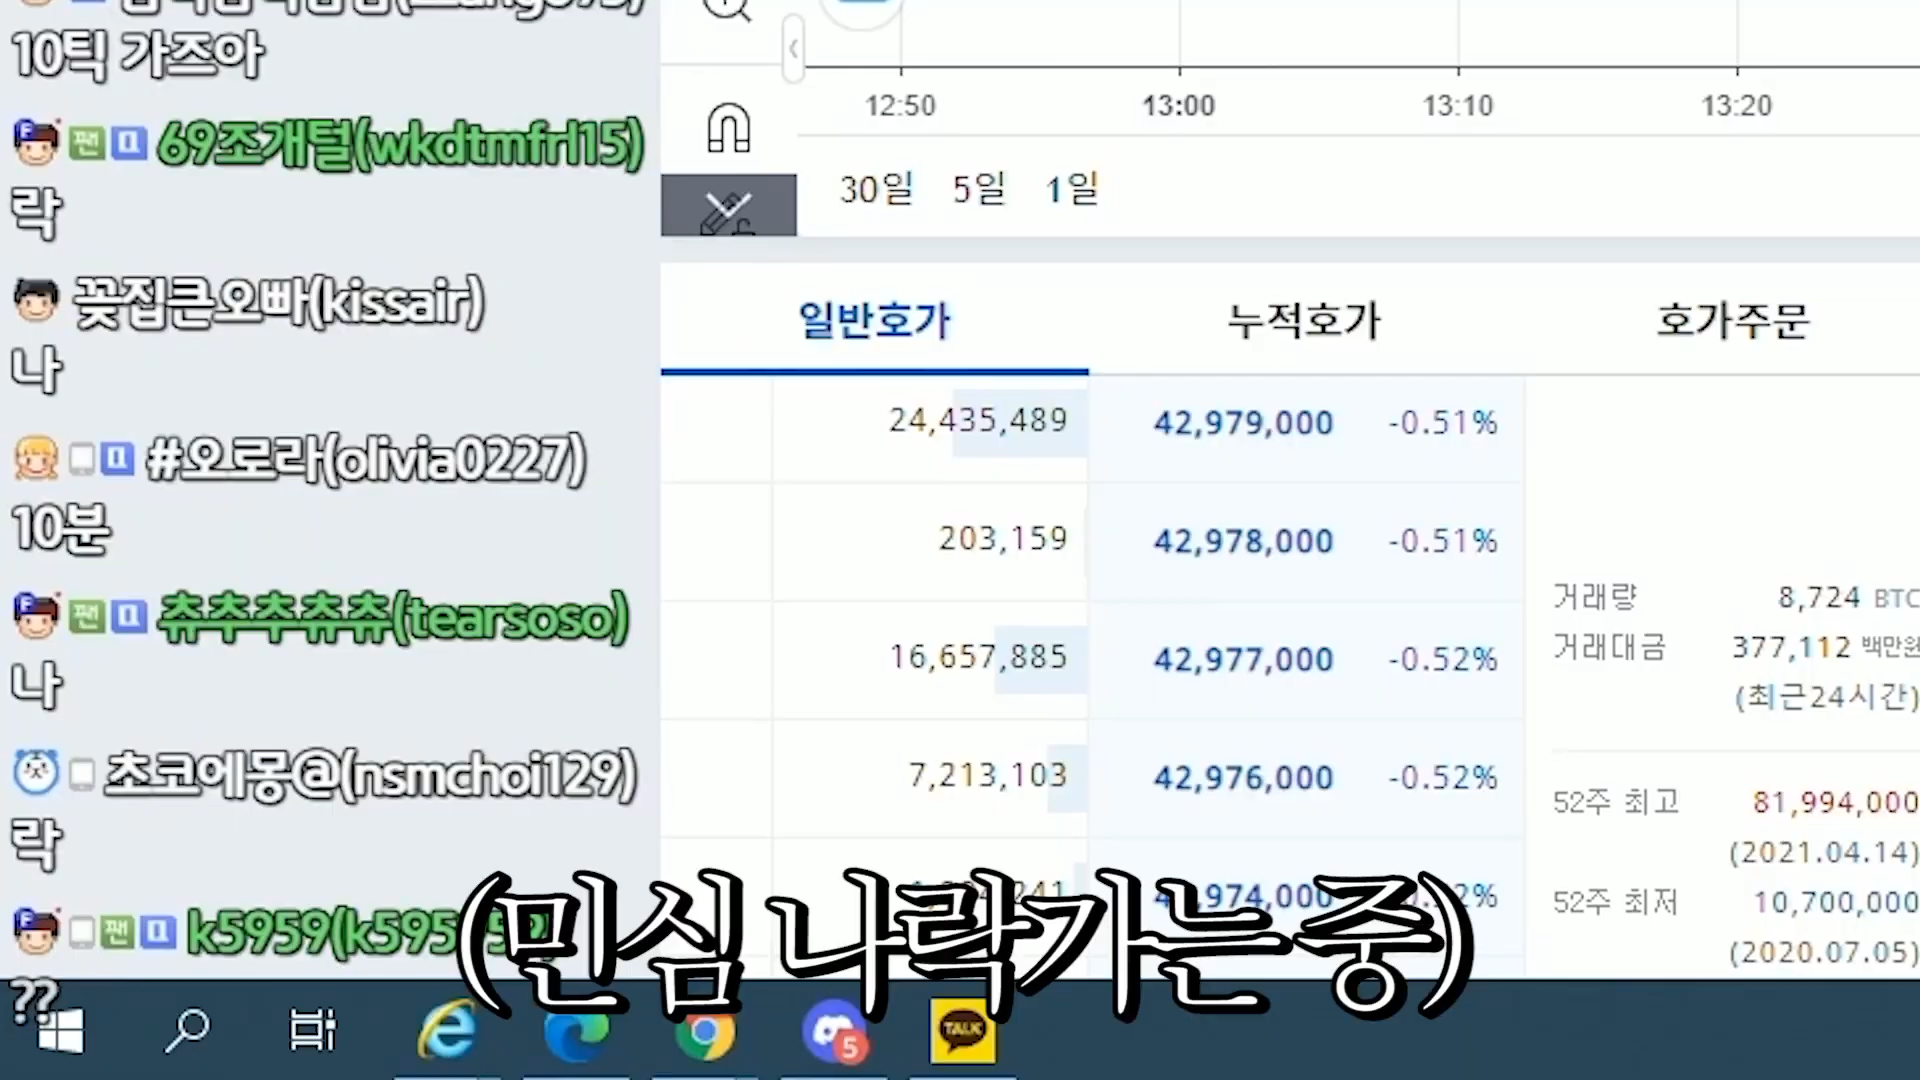 10틱 가즈아
팬 69조개털(wkdtmfrl15)
락
꽃집큰오빠(kissair)
나
#오로라(olivia0227)
10분
팬 츄추추츄츄(tearsoso)
나
초코에몽@(nsmchoi129)
락
팬
??
12:50 13:00 13:10 13:20
30일 5일 1일
일반호가 누적호가 호가주문
24,435,489 42,979,000 -0.51%
203,159 42,978,000 -0.51%
16,657,885 42,977,000 -0.52%
7,213,103 42,976,000 -0.52%
거래량 8,724 BTC
거래대금 377,112 백만원
(최근24시간)
52주 최고 81,994,000
(2021.04.14)
52주 최저 10,700,000
(2020.07.05)
(민심 나락가는중)
5
TALK